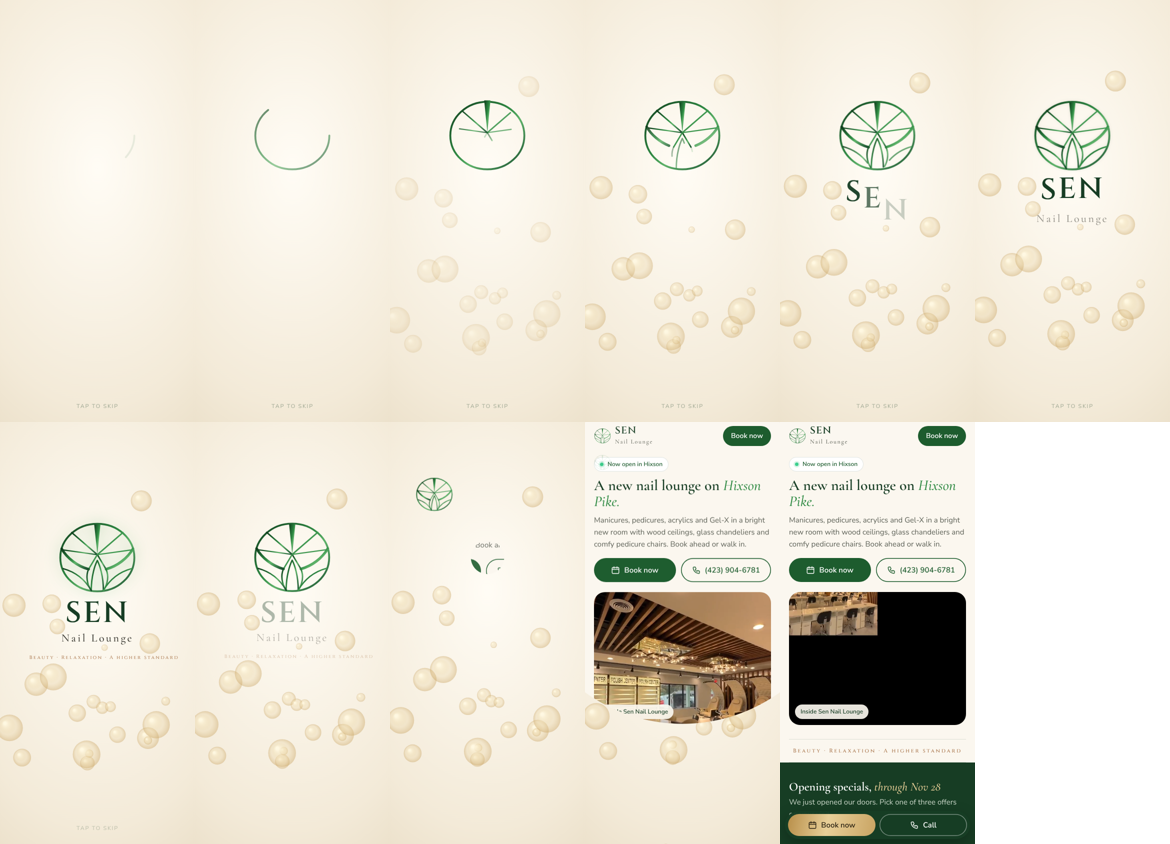 TAP TO SKIP
TAP TO SKIP
TAP TO SKIP
TAP TO SKIP
SEN
TAP TO SKIP
SEN
Nail Lounge
TAP TO SKIP
SEN
Nail Lounge
BEAUTY · RELAXATION · A HIGHER STANDARD
TAP TO SKIP
SEN
Nail Lounge
BEAUTY · RELAXATION · A HIGHER STANDARD
SEN
Nail Lounge
Book now
Now open in Hixson
A new nail lounge on Hixson
Pike.
Manicures, pedicures, acrylics and Gel-X in a bright
new room with wood ceilings, glass chandeliers and
comfy pedicure chairs. Book ahead or walk in.
Book now
(423) 904-6781
Sen Nail Lounge
SEN
Nail Lounge
Book now
Now open in Hixson
A new nail lounge on Hixson
Pike.
Manicures, pedicures, acrylics and Gel-X in a bright
new room with wood ceilings, glass chandeliers and
comfy pedicure chairs. Book ahead or walk in.
Book now
(423) 904-6781
Inside Sen Nail Lounge
BEAUTY · RELAXATION · A HIGHER STANDARD
Opening specials, through Nov 28
We just opened our doors. Pick one of three offers
Book now
Call